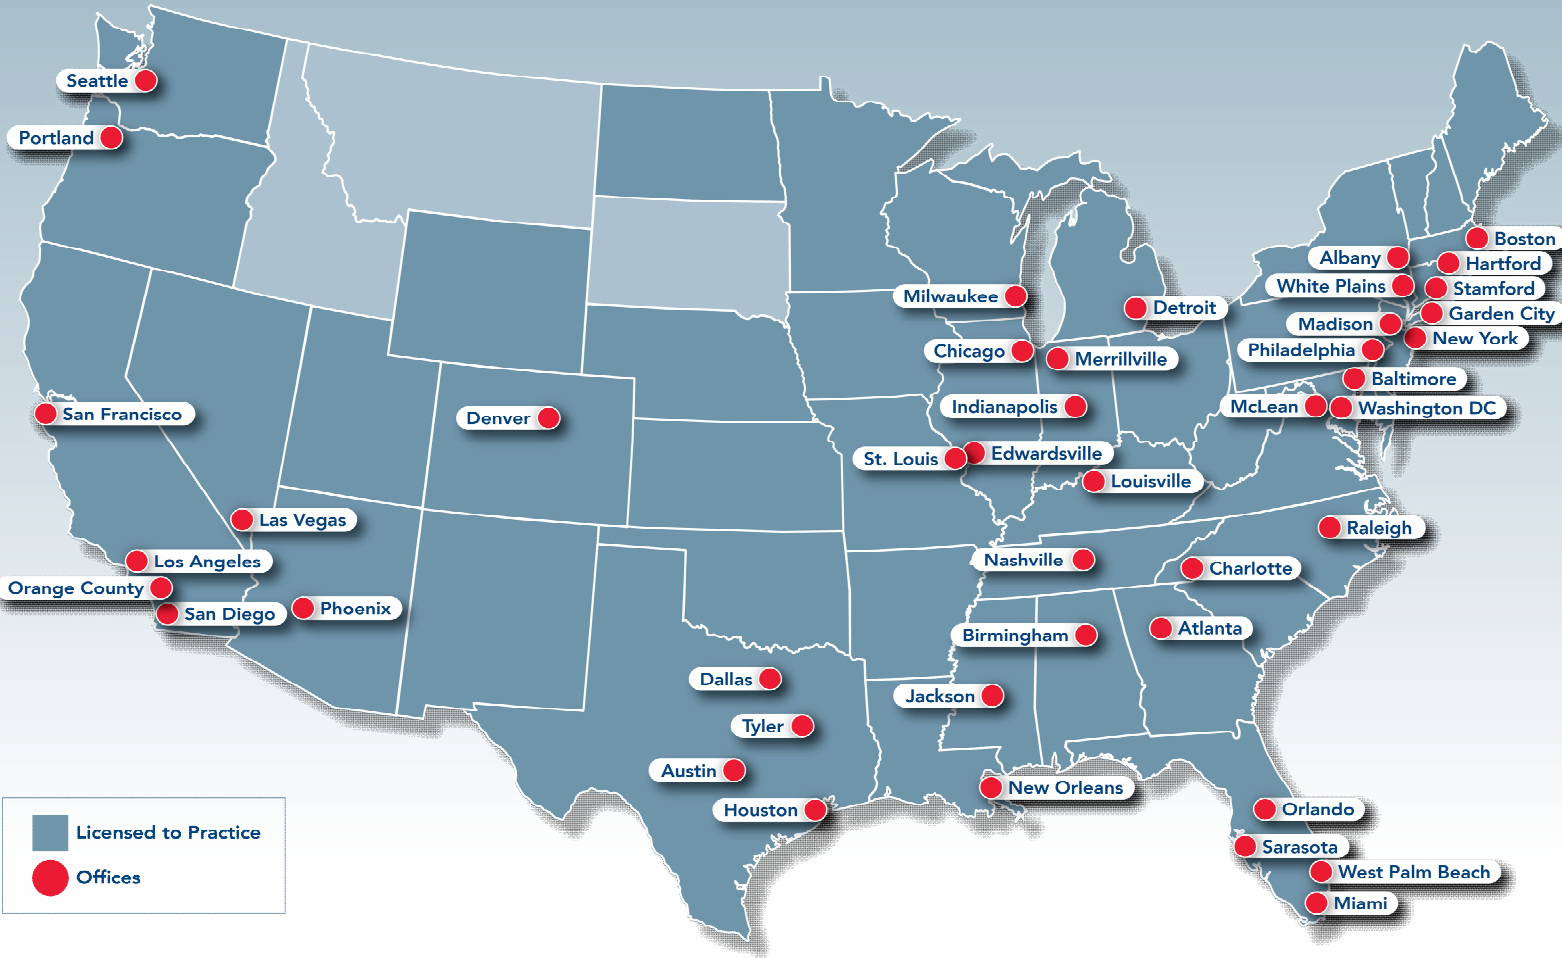 Seattle
Portland
Boston
Albany
Hartford
White Plains
Stamford
Milwaukee
Detroit
Garden City
Madison
New York
Chicago
Merrillville
Philadelphia
Baltimore
San Francisco
Denver
Indianapolis
McLean
Washington DC
St. Louis
Edwardsville
Louisville
Las Vegas
Raleigh
Los Angeles
Nashville
Charlotte
Orange County
San Diego
Phoenix
Birmingham
Atlanta
Dallas
Jackson
Tyler
Austin
New Orleans
Houston
Orlando
Licensed to Practice
Sarasota
West Palm Beach
Offices
Miami